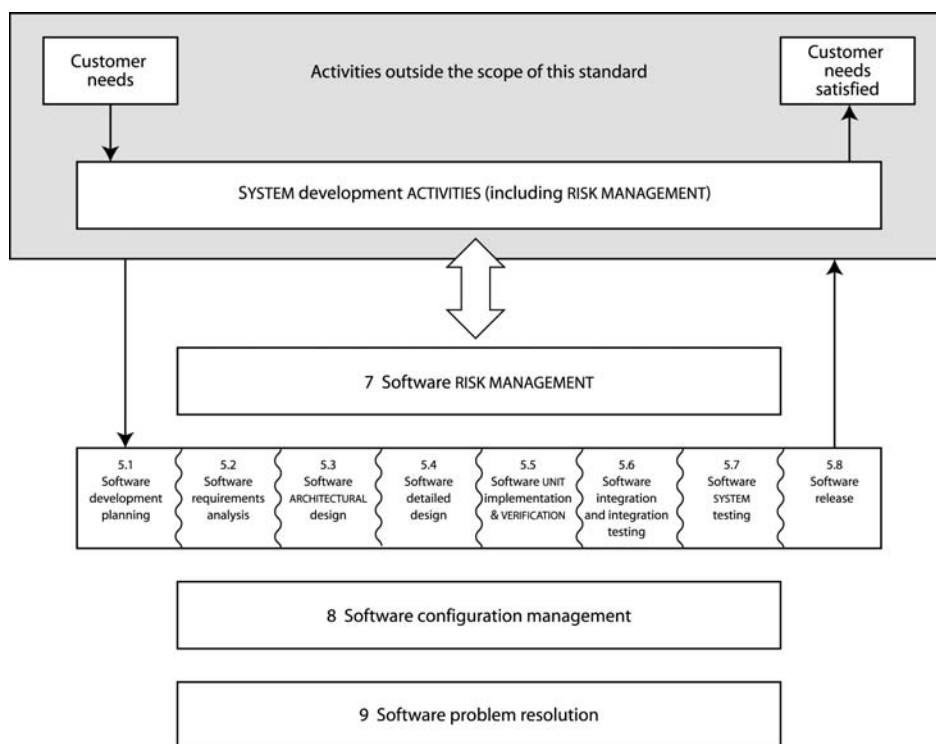 Customer
needs
Activities outside the scope of this standard
Customer
needs
satisfied
SYSTEM development ACTIVITIES (including RISK MANAGEMENT)
7 Software RISK MANAGEMENT
5.1
Software
development
planning
5.2
Software
requirements
analysis
5.3
Software
ARCHITECTURAL
design
5.4
Software
detailed
design
5.5
Software UNIT
implementation
& VERIFICATION
5.6
Software
integration
and integration
testing
5.7
Software
SYSTEM
testing
5.8
Software
release
8 Software configuration management
9 Software problem resolution